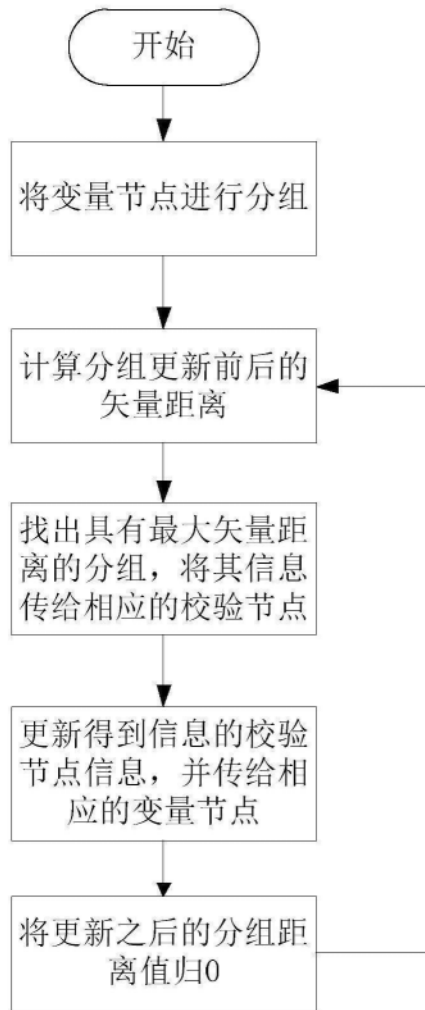 开始
将变量节点进行分组
计算分组更新前后的
矢量距离
找出具有最大矢量距
离的分组，将其信息
传给相应的校验节点
更新得到信息的校验
节点信息，并传给相
应的变量节点
将更新之后的分组距
离值归0